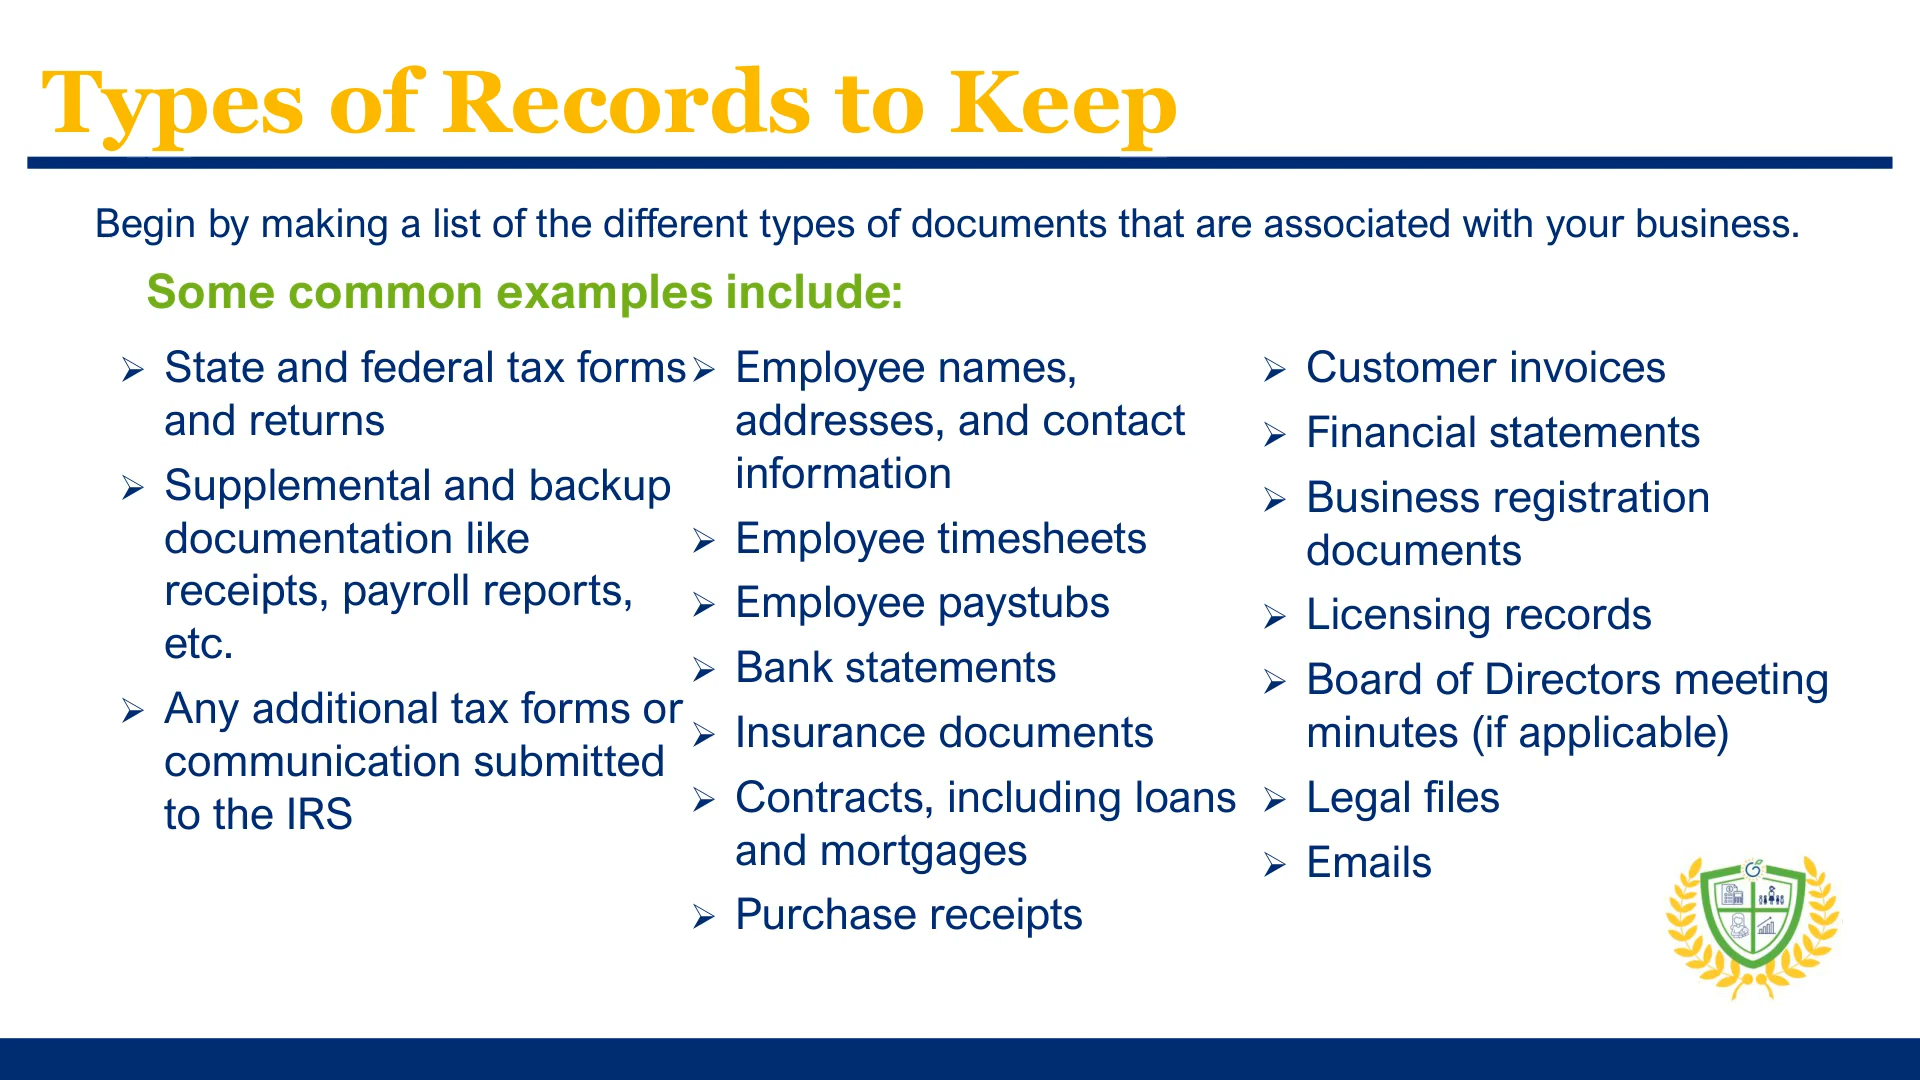 Types of Records to Keep
Begin by making a list of the different types of documents that are associated with your business.
Some common examples include:
➢ State and federal tax forms
and returns
➢ Supplemental and backup
documentation like
receipts, payroll reports,
etc.
➢ Any additional tax forms or
communication submitted
to the IRS
➢ Employee names,
addresses, and contact
information
➢ Employee timesheets
➢ Employee paystubs
➢ Bank statements
➢ Insurance documents
➢ Contracts, including loans
and mortgages
➢ Purchase receipts
➢ Customer invoices
➢ Financial statements
➢ Business registration
documents
➢ Licensing records
➢ Board of Directors meeting
minutes (if applicable)
➢ Legal files
➢ Emails